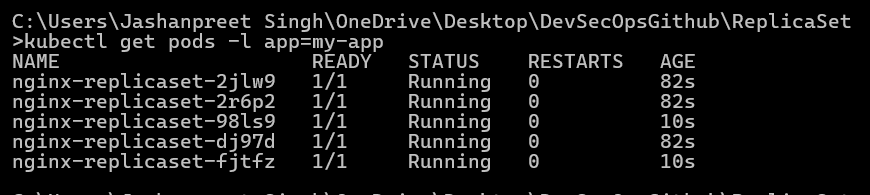 C:\Users\Jashanpreet Singh\OneDrive\Desktop\DevSecOpsGithub\ReplicaSet
>kubectl get pods -l app=my-app
NAME READY STATUS RESTARTS AGE
nginx-replicaset-2jlw9 1/1 Running 0 82s
nginx-replicaset-2r6p2 1/1 Running 0 82s
nginx-replicaset-98ls9 1/1 Running 0 10s
nginx-replicaset-dj97d 1/1 Running 0 82s
nginx-replicaset-fjtfz 1/1 Running 0 10s